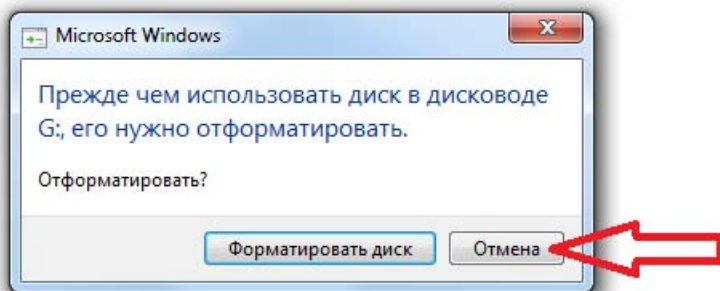 Microsoft Windows
Прежде чем использовать диск в дисководе
G:, его нужно отформатировать.
Отформатировать?
Форматировать диск
Отмена